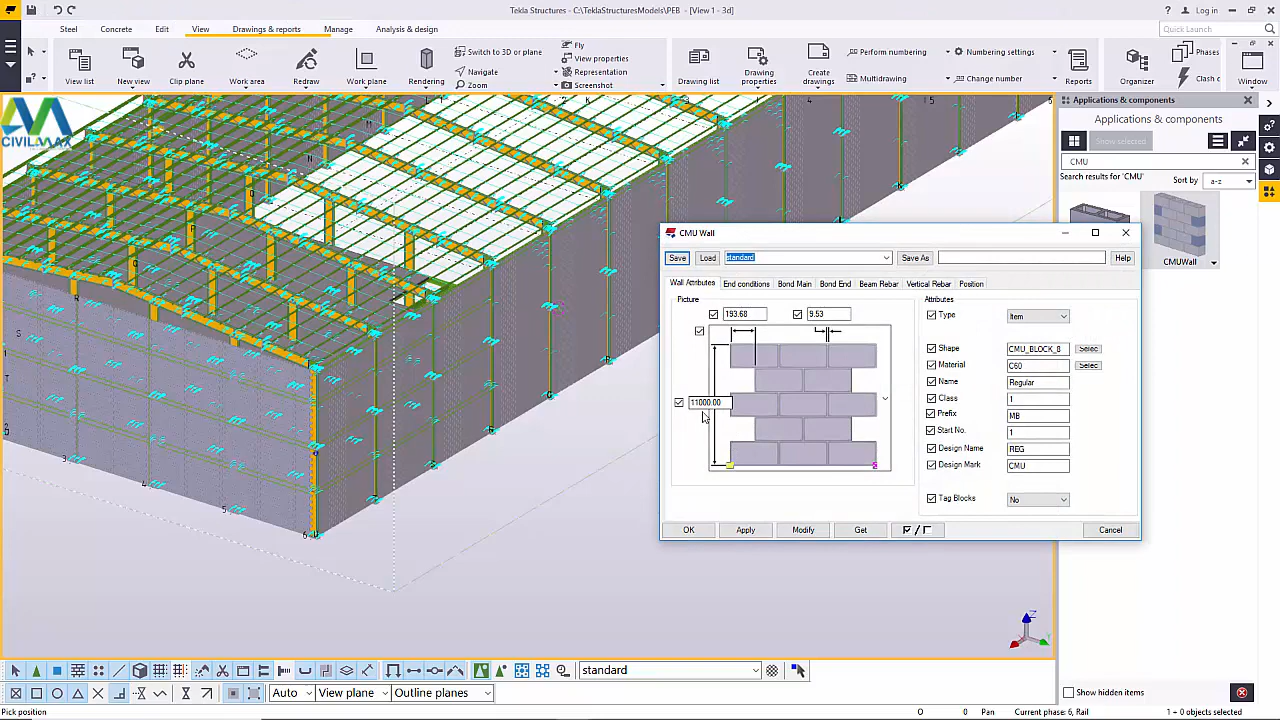 Tekla Structures - C:\TeklaStructuresModels\PEB - [View 1 - 3d]
Log in
Steel Concrete Edit View Drawings & reports Manage Analysis & design
Quick Launch
View list
New view
Clip plane
Work area
Redraw
Work plane
Rendering
Switch to 3D or plane
Navigate
Zoom
Fly
View properties
Representation
Screenshot
Drawing list
Drawing properties
Create drawings
Perform numbering
Multidrawing
Numbering settings
Change number
Reports
Organizer
Phases
Clash c
Window
CIVILMAX
Applications & components
Applications & components
Show selected
CMU
Search results for 'CMU'
Sort by
a-z
CMUWall
CMU Wall
Save Load standard Save As Help
Wall Attributes End conditions Bond Main Bond End Beam Rebar Vertical Rebar Position
Picture
193.68 9.53
11000.00
Attributes
Type Item
Shape CMU_BLOCK_8 Selec
Material C60 Selec
Name Regular
Class 1
Prefix MB
Start No. 1
Design Name REG
Design Mark CMU
Tag Blocks No
OK Apply Modify Get / Cancel
standard
Auto View plane Outline planes
Show hidden items
Pick position
O 0 Pan Current phase: 6, Rail 1 + 0 objects selected